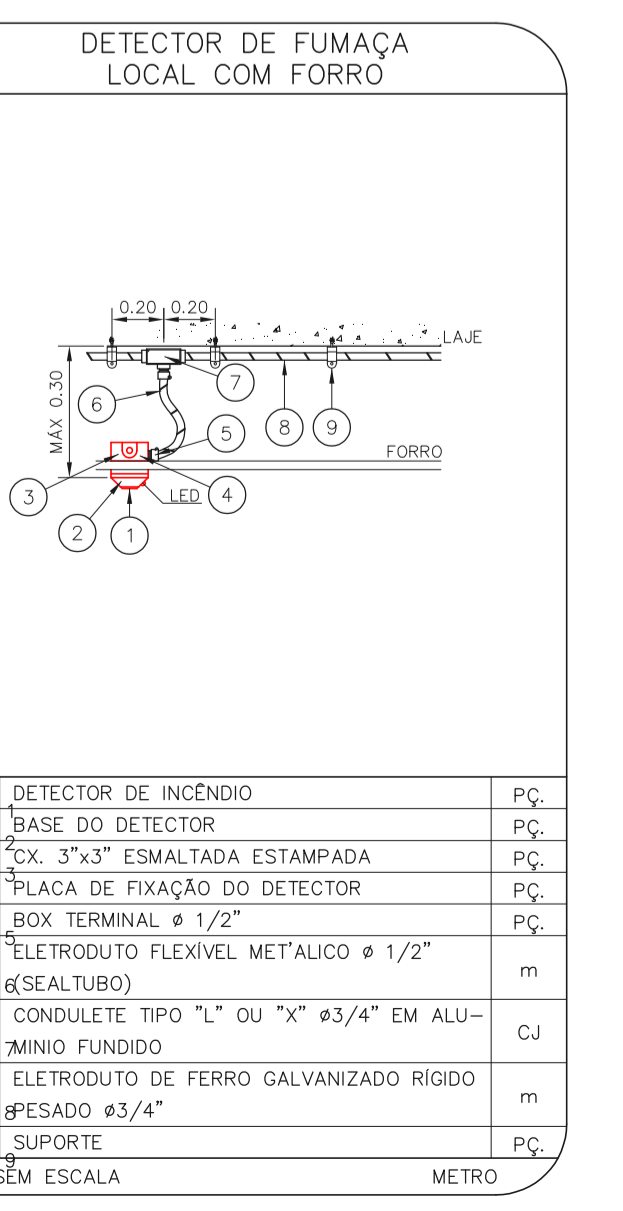 DETECTOR DE FUMAÇA
LOCAL COM FORRO
0.20 0.20
LAJE
MÁX 0.30
7
6
5
8
9
FORRO
3
LED
4
2
1
DETECTOR DE INCÊNDIO PÇ.
1
BASE DO DETECTOR PÇ.
2
CX. 3"x3" ESMALTADA ESTAMPADA PÇ.
3
PLACA DE FIXAÇÃO DO DETECTOR PÇ.
BOX TERMINAL ø 1/2" PÇ.
5
ELETRODUTO FLEXÍVEL MET'ALICO ø 1/2"
6 (SEALTUBO) m
CONDULETE TIPO "L" OU "X" ø3/4" EM ALU-
7 MINIO FUNDIDO CJ
ELETRODUTO DE FERRO GALVANIZADO RÍGIDO
8 PESADO ø3/4" m
SUPORTE PÇ.
9
SEM ESCALA METRO